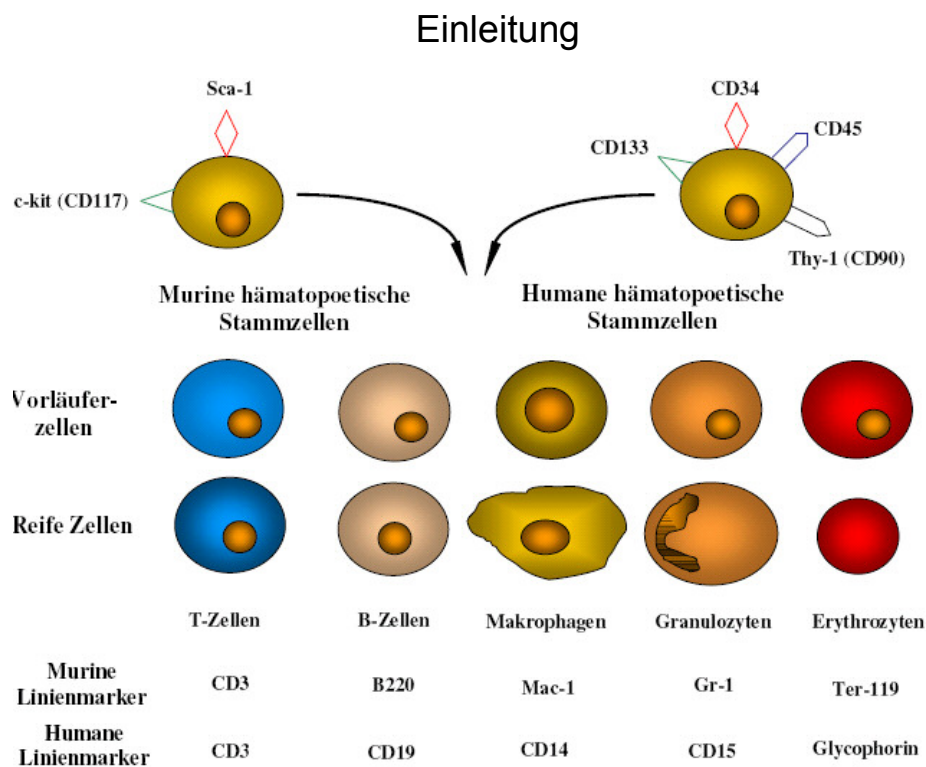 Einleitung
Sca-1
CD34
CD45
CD133
c-kit (CD117)
Thy-1 (CD90)
Murine hämatopoetische
Stammzellen
Humane hämatopoetische
Stammzellen
Vorläufer-
zellen
Reife Zellen
T-Zellen B-Zellen Makrophagen Granulozyten Erythrozyten
Murine
Linienmarker
CD3 B220 Mac-1 Gr-1 Ter-119
Humane
Linienmarker
CD3 CD19 CD14 CD15 Glycophorin